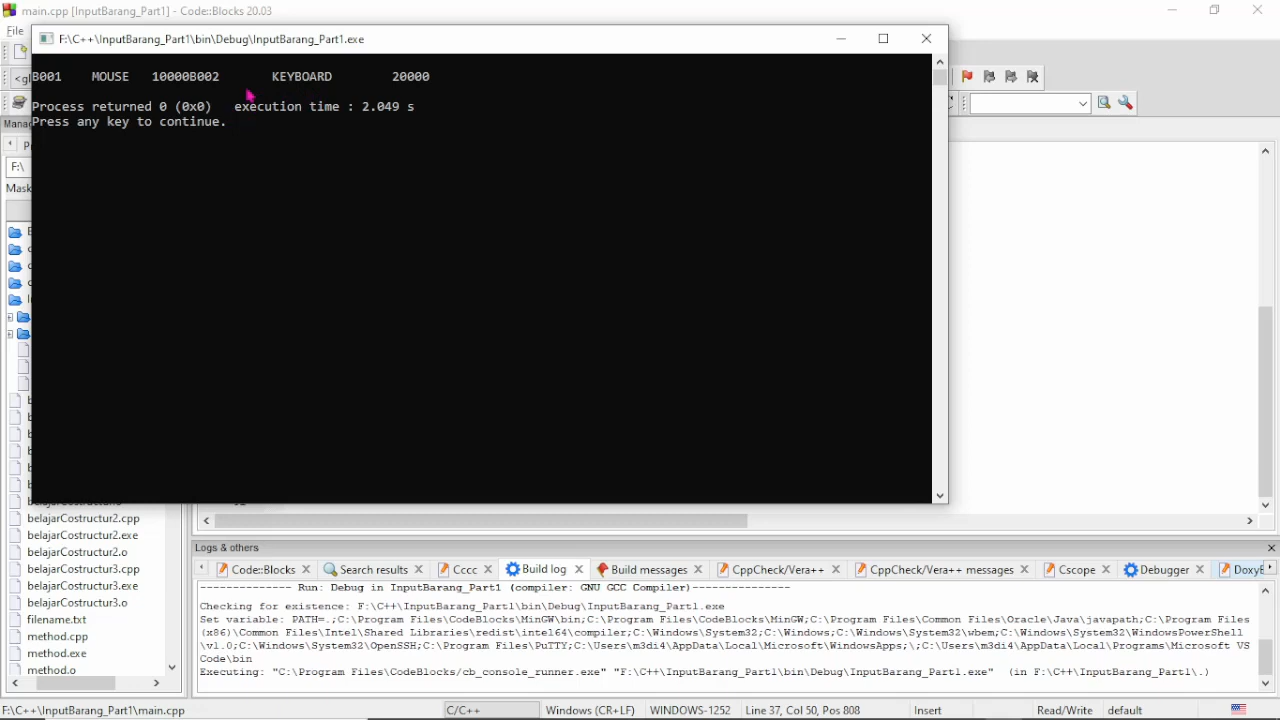 main.cpp [InputBarang_Part1] - Code::Blocks 20.03
File
F:\C++\InputBarang_Part1\bin\Debug\InputBarang_Part1.exe
B001 MOUSE 10000B002 KEYBOARD 20000
Process returned 0 (0x0) execution time : 2.049 s
Press any key to continue.
Mana
F:\
Mask
belajarCostructur2.cpp
belajarCostructur2.exe
belajarCostructur2.o
belajarCostructur3.cpp
belajarCostructur3.exe
belajarCostructur3.o
filename.txt
method.cpp
method.exe
method.o
Logs & others
Code::Blocks Search results Cccc Build log Build messages CppCheck/Vera++ CppCheck/Vera++ messages Cscope Debugger DoxyB
-------------- Run: Debug in InputBarang_Part1 (compiler: GNU GCC Compiler)---------------
Checking for existence: F:\C++\InputBarang_Part1\bin\Debug\InputBarang_Part1.exe
Set variable: PATH=.;C:\Program Files\CodeBlocks\MinGW\bin;C:\Program Files\CodeBlocks\MinGW;C:\Program Files\Common Files\Oracle\Java\javapath;C:\Program Files
(x86)\Common Files\Intel\Shared Libraries\redist\intel64\compiler;C:\Windows\System32;C:\Windows;C:\Windows\System32\wbem;C:\Windows\System32\WindowsPowerShell
\v1.0;C:\Windows\System32\OpenSSH;C:\Program Files\PuTTY;C:\Users\m3di4\AppData\Local\Microsoft\WindowsApps;\;C:\Users\m3di4\AppData\Local\Programs\Microsoft VS
Code\bin
Executing: "C:\Program Files\CodeBlocks/cb_console_runner.exe" "F:\C++\InputBarang_Part1\bin\Debug\InputBarang_Part1.exe" (in F:\C++\InputBarang_Part1\.)
F:\C++\InputBarang_Part1\main.cpp C/C++ Windows (CR+LF) WINDOWS-1252 Line 37, Col 50, Pos 808 Insert Read/Write default